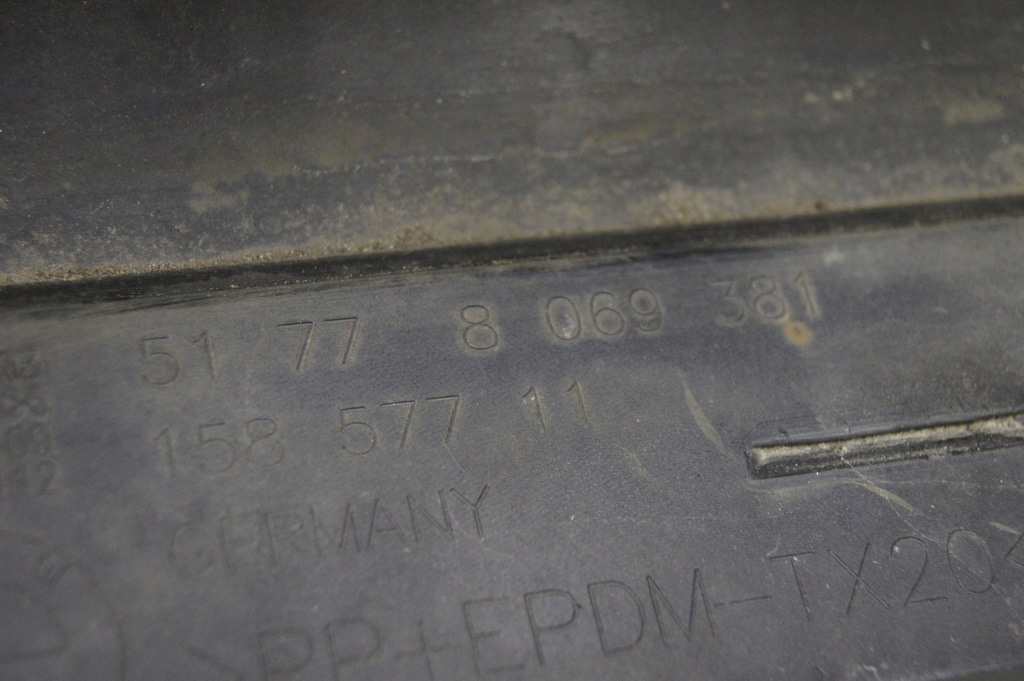 51 77 8 069 381
158 577 11
GERMANY
>PP+EPDM-TX20<